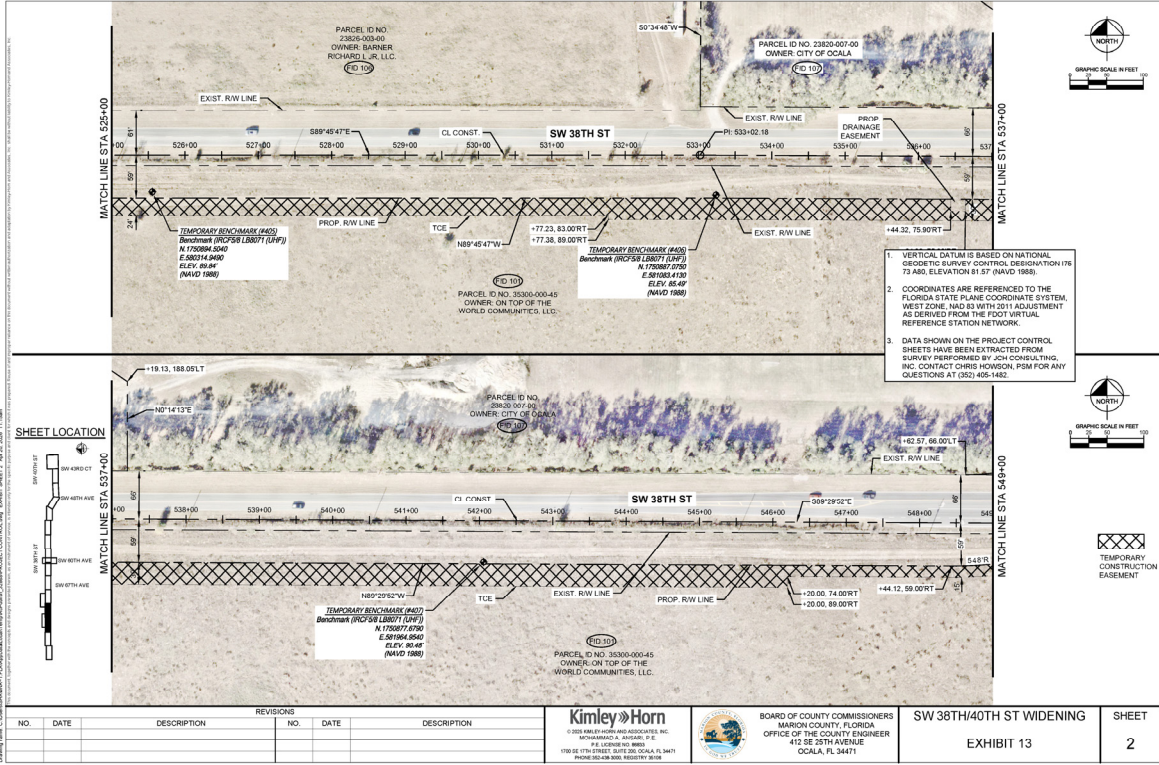 PARCEL ID NO.
23826-003-00
OWNER: BARNER
RICHARD L JR, LLC.
FID 106
S0°34'48"W
PARCEL ID NO. 23820-007-00
OWNER: CITY OF OCALA
FID 107
NORTH
GRAPHIC SCALE IN FEET
0 25 50 100
EXIST. R/W LINE
EXIST. R/W LINE
PROP.
DRAINAGE
EASEMENT
MATCH LINE STA 525+00
61'
S89°45'47"E
CL CONST.
SW 38TH ST
PI: 533+02.18
66'
MATCH LINE STA 537+00
526+00 527+00 528+00 529+00 530+00 531+00 532+00 533+00 534+00 535+00 536+00 537
59'
59'
24'
PROP. R/W LINE
TCE
N89°45'47"W
+77.23, 83.00'RT
+77.38, 89.00'RT
EXIST. R/W LINE
+44.32, 75.90'RT
TEMPORARY BENCHMARK (#405)
Benchmark (IRCF5/8 LB8071 (UHF))
N.1750894.5040
E.580314.9490
ELEV. 89.84'
(NAVD 1988)
TEMPORARY BENCHMARK (#406)
Benchmark (IRCF5/8 LB8071 (UHF))
N.1750887.0750
E.581083.4130
ELEV. 85.49'
(NAVD 1988)
FID 101
PARCEL ID NO. 35300-000-45
OWNER: ON TOP OF THE
WORLD COMMUNITIES, LLC.
1. VERTICAL DATUM IS BASED ON NATIONAL
GEODETIC SURVEY CONTROL DESIGNATION I76
73 A80, ELEVATION 81.57' (NAVD 1988).
2. COORDINATES ARE REFERENCED TO THE
FLORIDA STATE PLANE COORDINATE SYSTEM,
WEST ZONE, NAD 83 WITH 2011 ADJUSTMENT
AS DERIVED FROM THE FDOT VIRTUAL
REFERENCE STATION NETWORK.
3. DATA SHOWN ON THE PROJECT CONTROL
SHEETS HAVE BEEN EXTRACTED FROM
SURVEY PERFORMED BY JCH CONSULTING,
INC. CONTACT CHRIS HOWSON, PSM FOR ANY
QUESTIONS AT (352) 405-1482.
+19.13, 188.05'LT
N0°14'13"E
PARCEL ID NO.
23820-007-00
OWNER: CITY OF OCALA
FID 107
NORTH
GRAPHIC SCALE IN FEET
0 25 50 100
+62.57, 66.00'LT
EXIST. R/W LINE
SHEET LOCATION
SW 40TH ST
SW 43RD CT
SW 48TH AVE
SW 38TH ST
SW 60TH AVE
SW 67TH AVE
MATCH LINE STA 537+00
66'
CL CONST.
SW 38TH ST
S89°29'52"E
66'
MATCH LINE STA 549+00
538+00 539+00 540+00 541+00 542+00 543+00 544+00 545+00 546+00 547+00 548+00 549
59'
59'
N89°29'52"W
TCE
EXIST. R/W LINE
PROP. R/W LINE
+20.00, 74.00'RT
+20.00, 89.00'RT
+44.12, 59.00'RT
15'
TEMPORARY BENCHMARK (#407)
Benchmark (IRCF5/8 LB8071 (UHF))
N.1750877.6790
E.581964.9540
ELEV. 90.48'
(NAVD 1988)
FID 101
PARCEL ID NO. 35300-000-45
OWNER: ON TOP OF THE
WORLD COMMUNITIES, LLC.
TEMPORARY
CONSTRUCTION
EASEMENT
REVISIONS
NO. DATE DESCRIPTION NO. DATE DESCRIPTION
Kimley»Horn
© 2025 KIMLEY-HORN AND ASSOCIATES, INC.
MOHAMMAD A. ANSARI, P.E.
P.E. LICENSE NO. 86853
1700 SE 17TH STREET, SUITE 200, OCALA, FL 34471
PHONE:352-438-3000, REGISTRY 35106
BOARD OF COUNTY COMMISSIONERS
MARION COUNTY, FLORIDA
OFFICE OF THE COUNTY ENGINEER
412 SE 25TH AVENUE
OCALA, FL 34471
SW 38TH/40TH ST WIDENING
EXHIBIT 13
SHEET
2